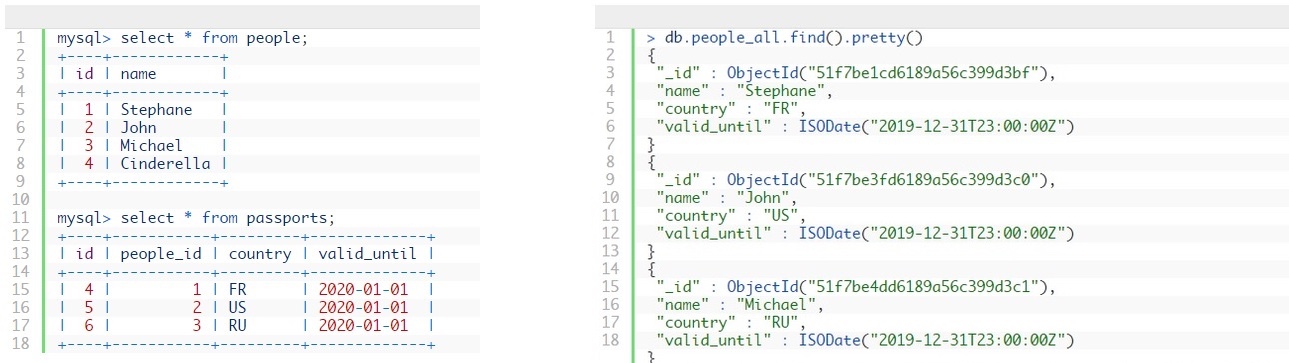 1 mysql> select * from people;
2 +----+------------+
3 | id | name       |
4 +----+------------+
5 |  1 | Stephane   |
6 |  2 | John       |
7 |  3 | Michael    |
8 |  4 | Cinderella |
9 +----+------------+
10
11 mysql> select * from passports;
12 +----+-----------+---------+-------------+
13 | id | people_id | country | valid_until |
14 +----+-----------+---------+-------------+
15 |  4 |         1 | FR      | 2020-01-01  |
16 |  5 |         2 | US      | 2020-01-01  |
17 |  6 |         3 | RU      | 2020-01-01  |
18 +----+-----------+---------+-------------+
1 > db.people_all.find().pretty()
2 {
3  "_id" : ObjectId("51f7be1cd6189a56c399d3bf"),
4  "name" : "Stephane",
5  "country" : "FR",
6  "valid_until" : ISODate("2019-12-31T23:00:00Z")
7 }
8 {
9  "_id" : ObjectId("51f7be3fd6189a56c399d3c0"),
10  "name" : "John",
11  "country" : "US",
12  "valid_until" : ISODate("2019-12-31T23:00:00Z")
13 }
14 {
15  "_id" : ObjectId("51f7be4dd6189a56c399d3c1"),
16  "name" : "Michael",
17  "country" : "RU",
18  "valid_until" : ISODate("2019-12-31T23:00:00Z")
}